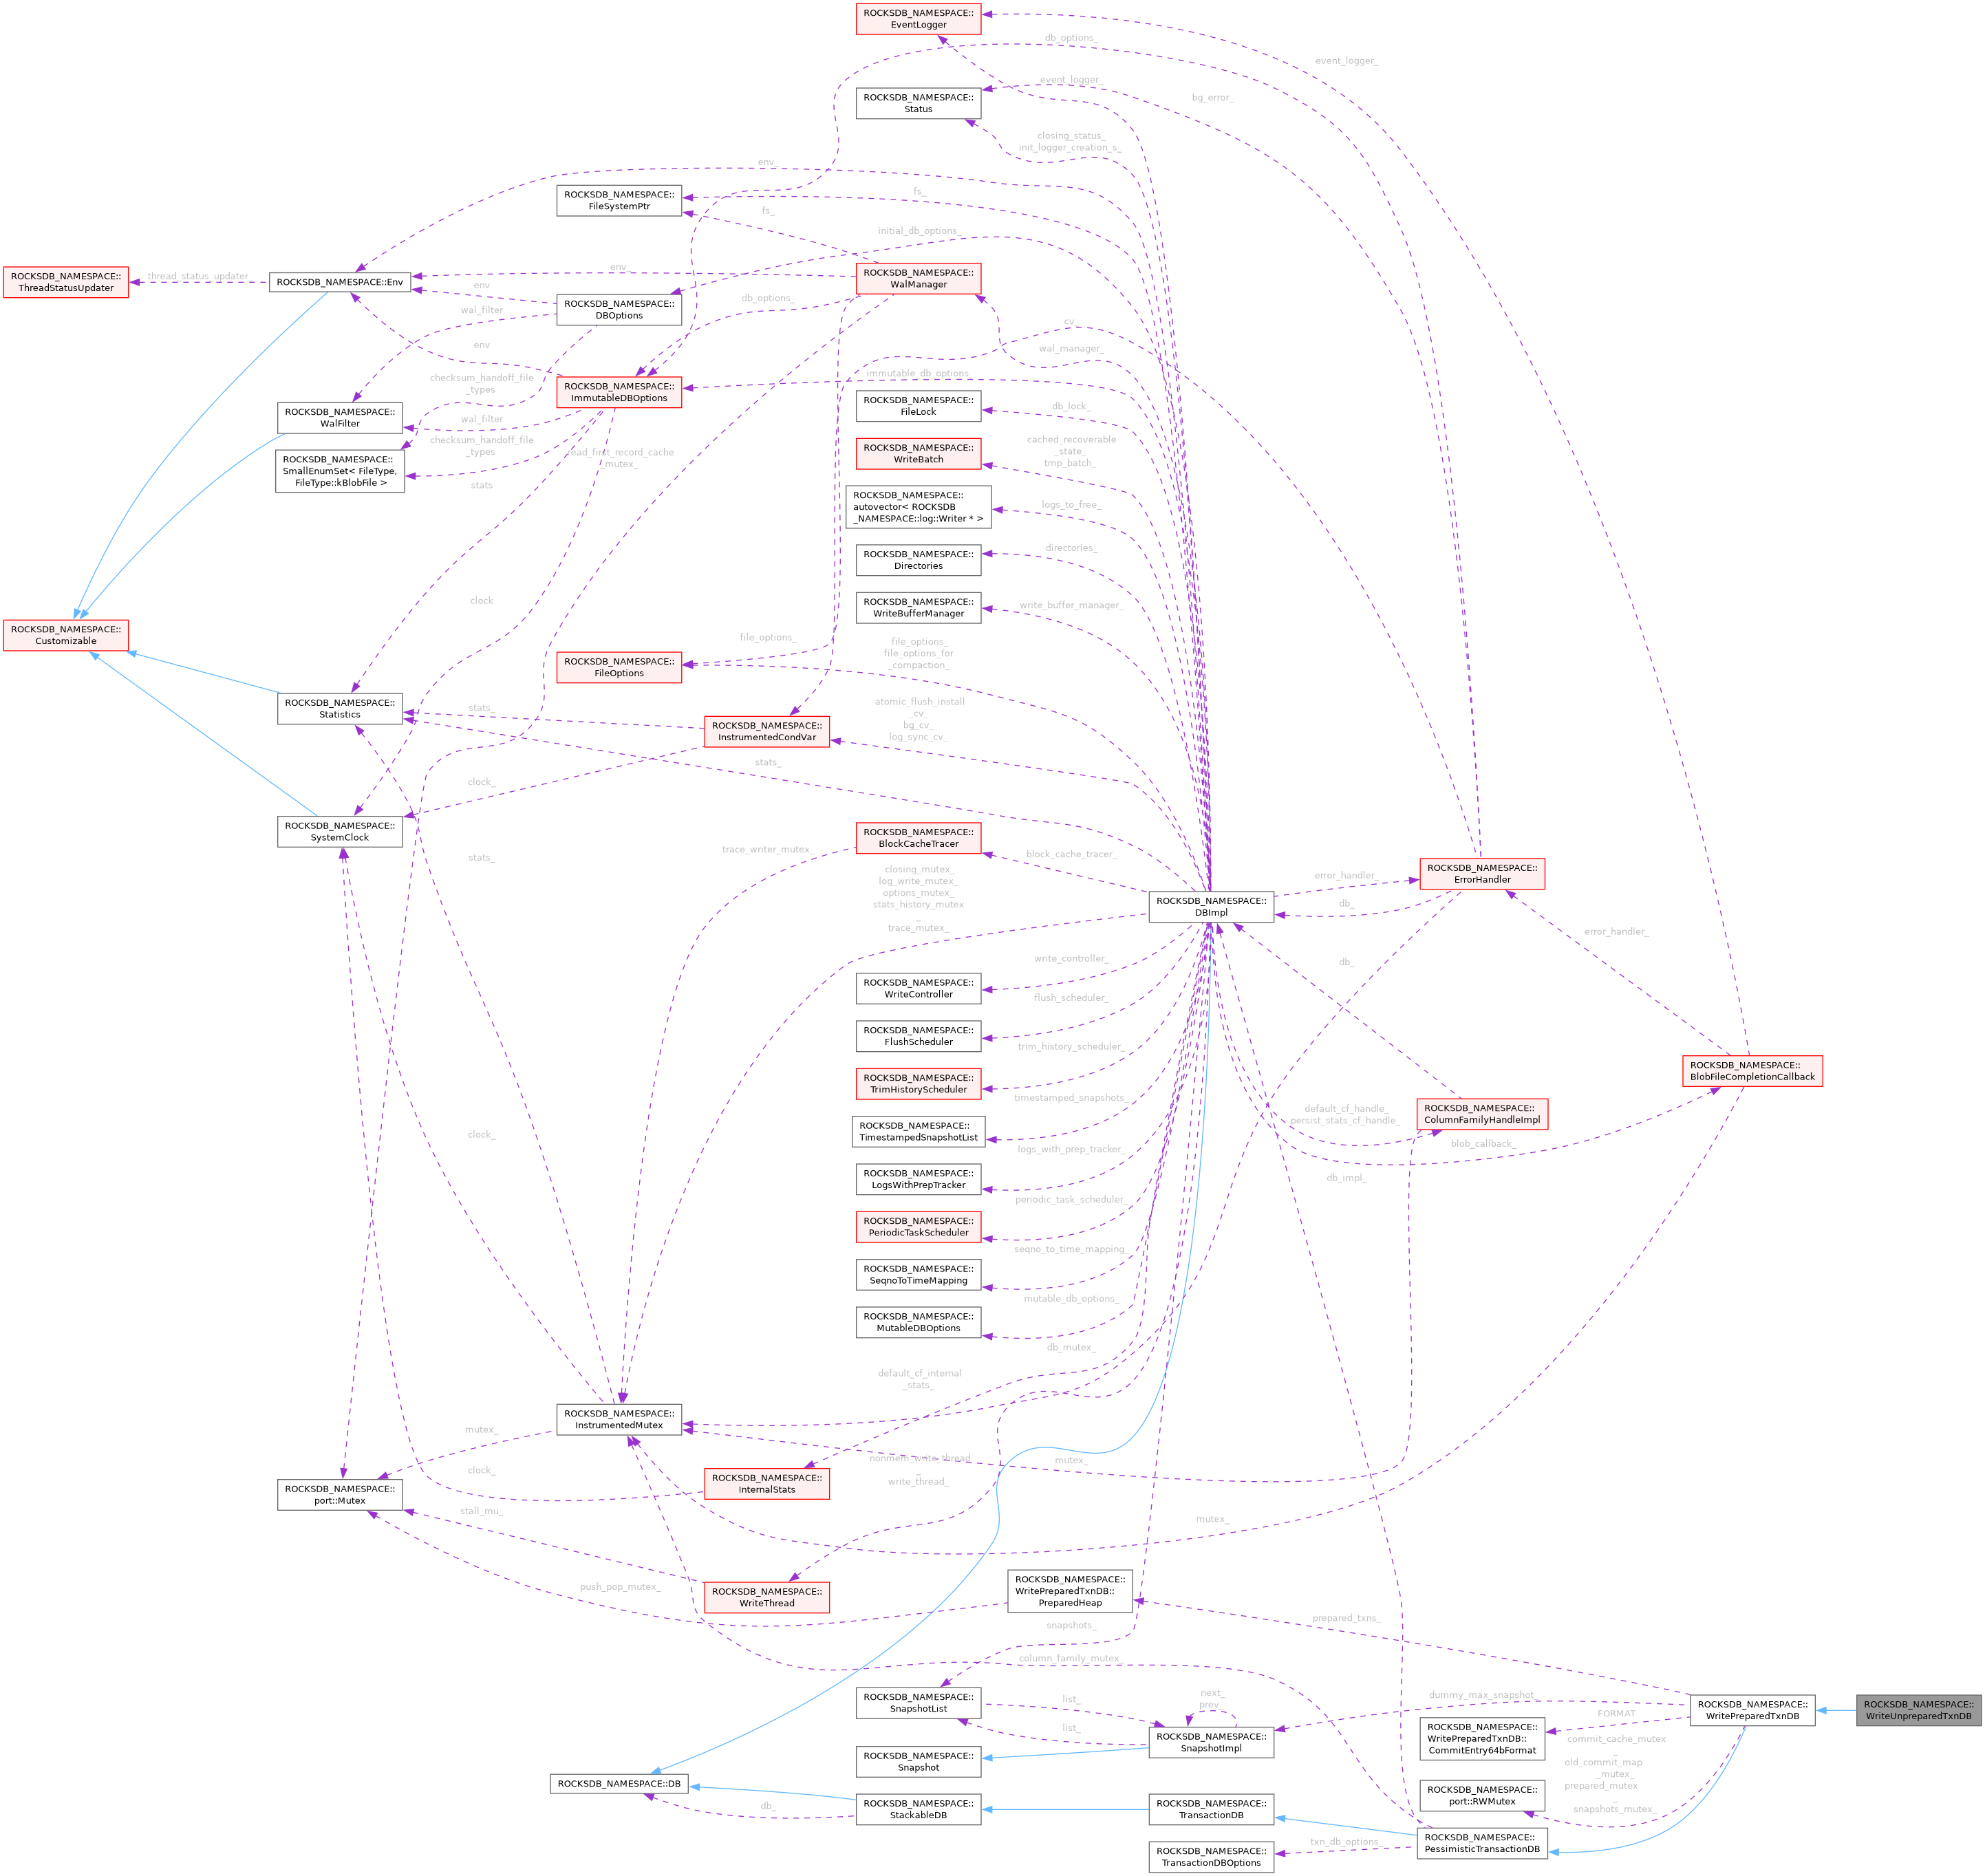 ROCKSDB_NAMESPACE::
EventLogger
db_options_
event_logger_
event_logger_
ROCKSDB_NAMESPACE::
Status
bg_error_
closing_status_
init_logger_creation_s_
env_
ROCKSDB_NAMESPACE::
FileSystemPtr
fs_
fs_
initial_db_options_
ROCKSDB_NAMESPACE::
ThreadStatusUpdater
thread_status_updater_
ROCKSDB_NAMESPACE::Env
env_
env
ROCKSDB_NAMESPACE::
WalManager
ROCKSDB_NAMESPACE::
DBOptions
db_options_
wal_filter
cv_
env
wal_manager_
checksum_handoff_file
_types
ROCKSDB_NAMESPACE::
ImmutableDBOptions
immutable_db_options_
ROCKSDB_NAMESPACE::
FileLock
db_lock_
ROCKSDB_NAMESPACE::
WalFilter
wal_filter
checksum_handoff_file
_types
ROCKSDB_NAMESPACE::
SmallEnumSet< FileType,
FileType::kBlobFile >
read_first_record_cache
_mutex_
stats
ROCKSDB_NAMESPACE::
WriteBatch
cached_recoverable
_state_
tmp_batch_
ROCKSDB_NAMESPACE::
autovector< ROCKSDB
_NAMESPACE::log::Writer * >
logs_to_free_
ROCKSDB_NAMESPACE::
Directories
directories_
ROCKSDB_NAMESPACE::
WriteBufferManager
write_buffer_manager_
clock
ROCKSDB_NAMESPACE::
Customizable
ROCKSDB_NAMESPACE::
FileOptions
file_options_
file_options_
file_options_for
_compaction_
ROCKSDB_NAMESPACE::
Statistics
stats_
ROCKSDB_NAMESPACE::
InstrumentedCondVar
atomic_flush_install
_cv_
bg_cv_
log_sync_cv_
stats_
clock_
ROCKSDB_NAMESPACE::
SystemClock
ROCKSDB_NAMESPACE::
BlockCacheTracer
trace_writer_mutex_
block_cache_tracer_
stats_
closing_mutex_
log_write_mutex_
options_mutex_
stats_history_mutex
_
trace_mutex_
ROCKSDB_NAMESPACE::
DBImpl
error_handler_
db_
ROCKSDB_NAMESPACE::
ErrorHandler
error_handler_
db_
write_controller_
ROCKSDB_NAMESPACE::
WriteController
flush_scheduler_
ROCKSDB_NAMESPACE::
FlushScheduler
trim_history_scheduler_
ROCKSDB_NAMESPACE::
TrimHistoryScheduler
ROCKSDB_NAMESPACE::
BlobFileCompletionCallback
timestamped_snapshots_
ROCKSDB_NAMESPACE::
TimestampedSnapshotList
default_cf_handle_
persist_stats_cf_handle_
ROCKSDB_NAMESPACE::
ColumnFamilyHandleImpl
clock_
logs_with_prep_tracker_
ROCKSDB_NAMESPACE::
LogsWithPrepTracker
blob_callback_
db_impl_
periodic_task_scheduler_
ROCKSDB_NAMESPACE::
PeriodicTaskScheduler
seqno_to_time_mapping_
ROCKSDB_NAMESPACE::
SeqnoToTimeMapping
mutable_db_options_
ROCKSDB_NAMESPACE::
MutableDBOptions
db_mutex_
default_cf_internal
_stats_
ROCKSDB_NAMESPACE::
InstrumentedMutex
mutex_
clock_
ROCKSDB_NAMESPACE::
port::Mutex
ROCKSDB_NAMESPACE::
InternalStats
nonmem_write_thread
_
write_thread_
mutex_
stall_mu_
mutex_
ROCKSDB_NAMESPACE::
WriteThread
push_pop_mutex_
ROCKSDB_NAMESPACE::
WritePreparedTxnDB::
PreparedHeap
prepared_txns_
snapshots_
column_family_mutex_
ROCKSDB_NAMESPACE::
SnapshotList
list_
list_
next_
prev_
ROCKSDB_NAMESPACE::
SnapshotImpl
dummy_max_snapshot_
FORMAT
ROCKSDB_NAMESPACE::
WritePreparedTxnDB
ROCKSDB_NAMESPACE::
WriteUnpreparedTxnDB
ROCKSDB_NAMESPACE::
WritePreparedTxnDB::
CommitEntry64bFormat
commit_cache_mutex
_
old_commit_map
_mutex_
prepared_mutex
_
snapshots_mutex_
ROCKSDB_NAMESPACE::
Snapshot
ROCKSDB_NAMESPACE::DB
db_
ROCKSDB_NAMESPACE::
StackableDB
ROCKSDB_NAMESPACE::
TransactionDB
ROCKSDB_NAMESPACE::
port::RWMutex
ROCKSDB_NAMESPACE::
PessimisticTransactionDB
txn_db_options_
ROCKSDB_NAMESPACE::
TransactionDBOptions